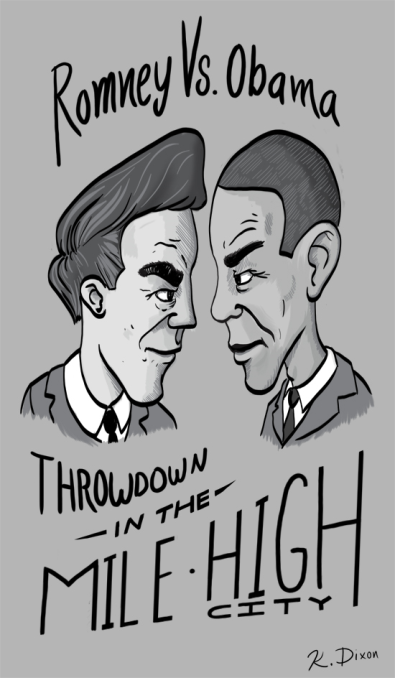 Romney Vs. Obama
THROWDOWN
- IN THE -
MILE·HIGH
CITY
K. Dixon